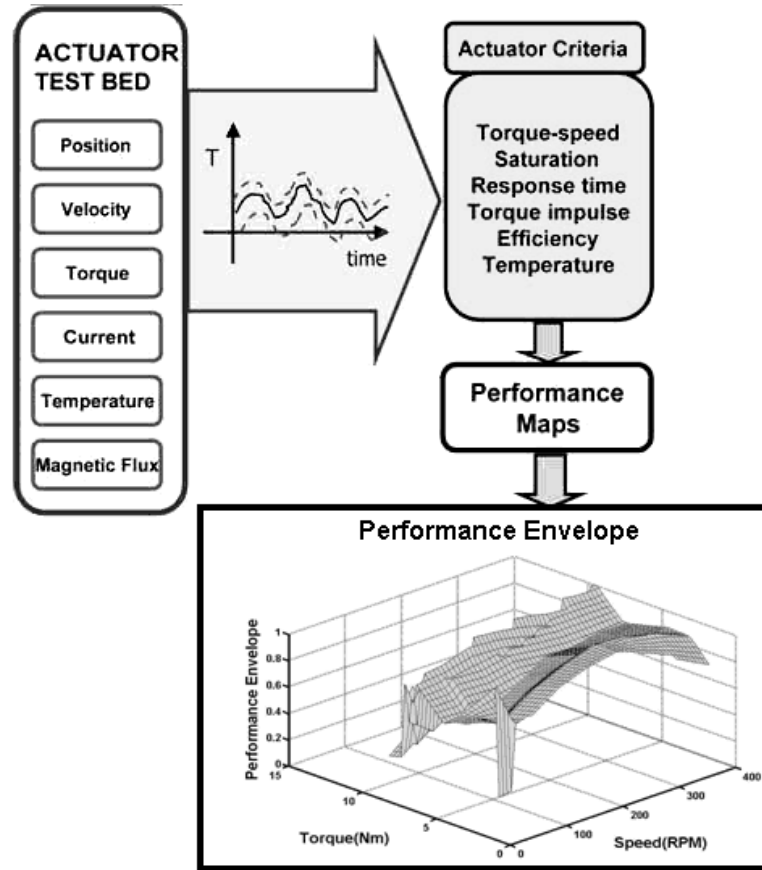 ACTUATOR
TEST BED
Position
Velocity
Torque
Current
Temperature
Magnetic Flux
T
time
Actuator Criteria
Torque-speed
Saturation
Response time
Torque impulse
Efficiency
Temperature
Performance
Maps
Performance Envelope
Performance Envelope
1
0.8
0.6
0.4
0.2
0
15
10
5
0
Torque(Nm)
0
100
200
300
400
Speed(RPM)